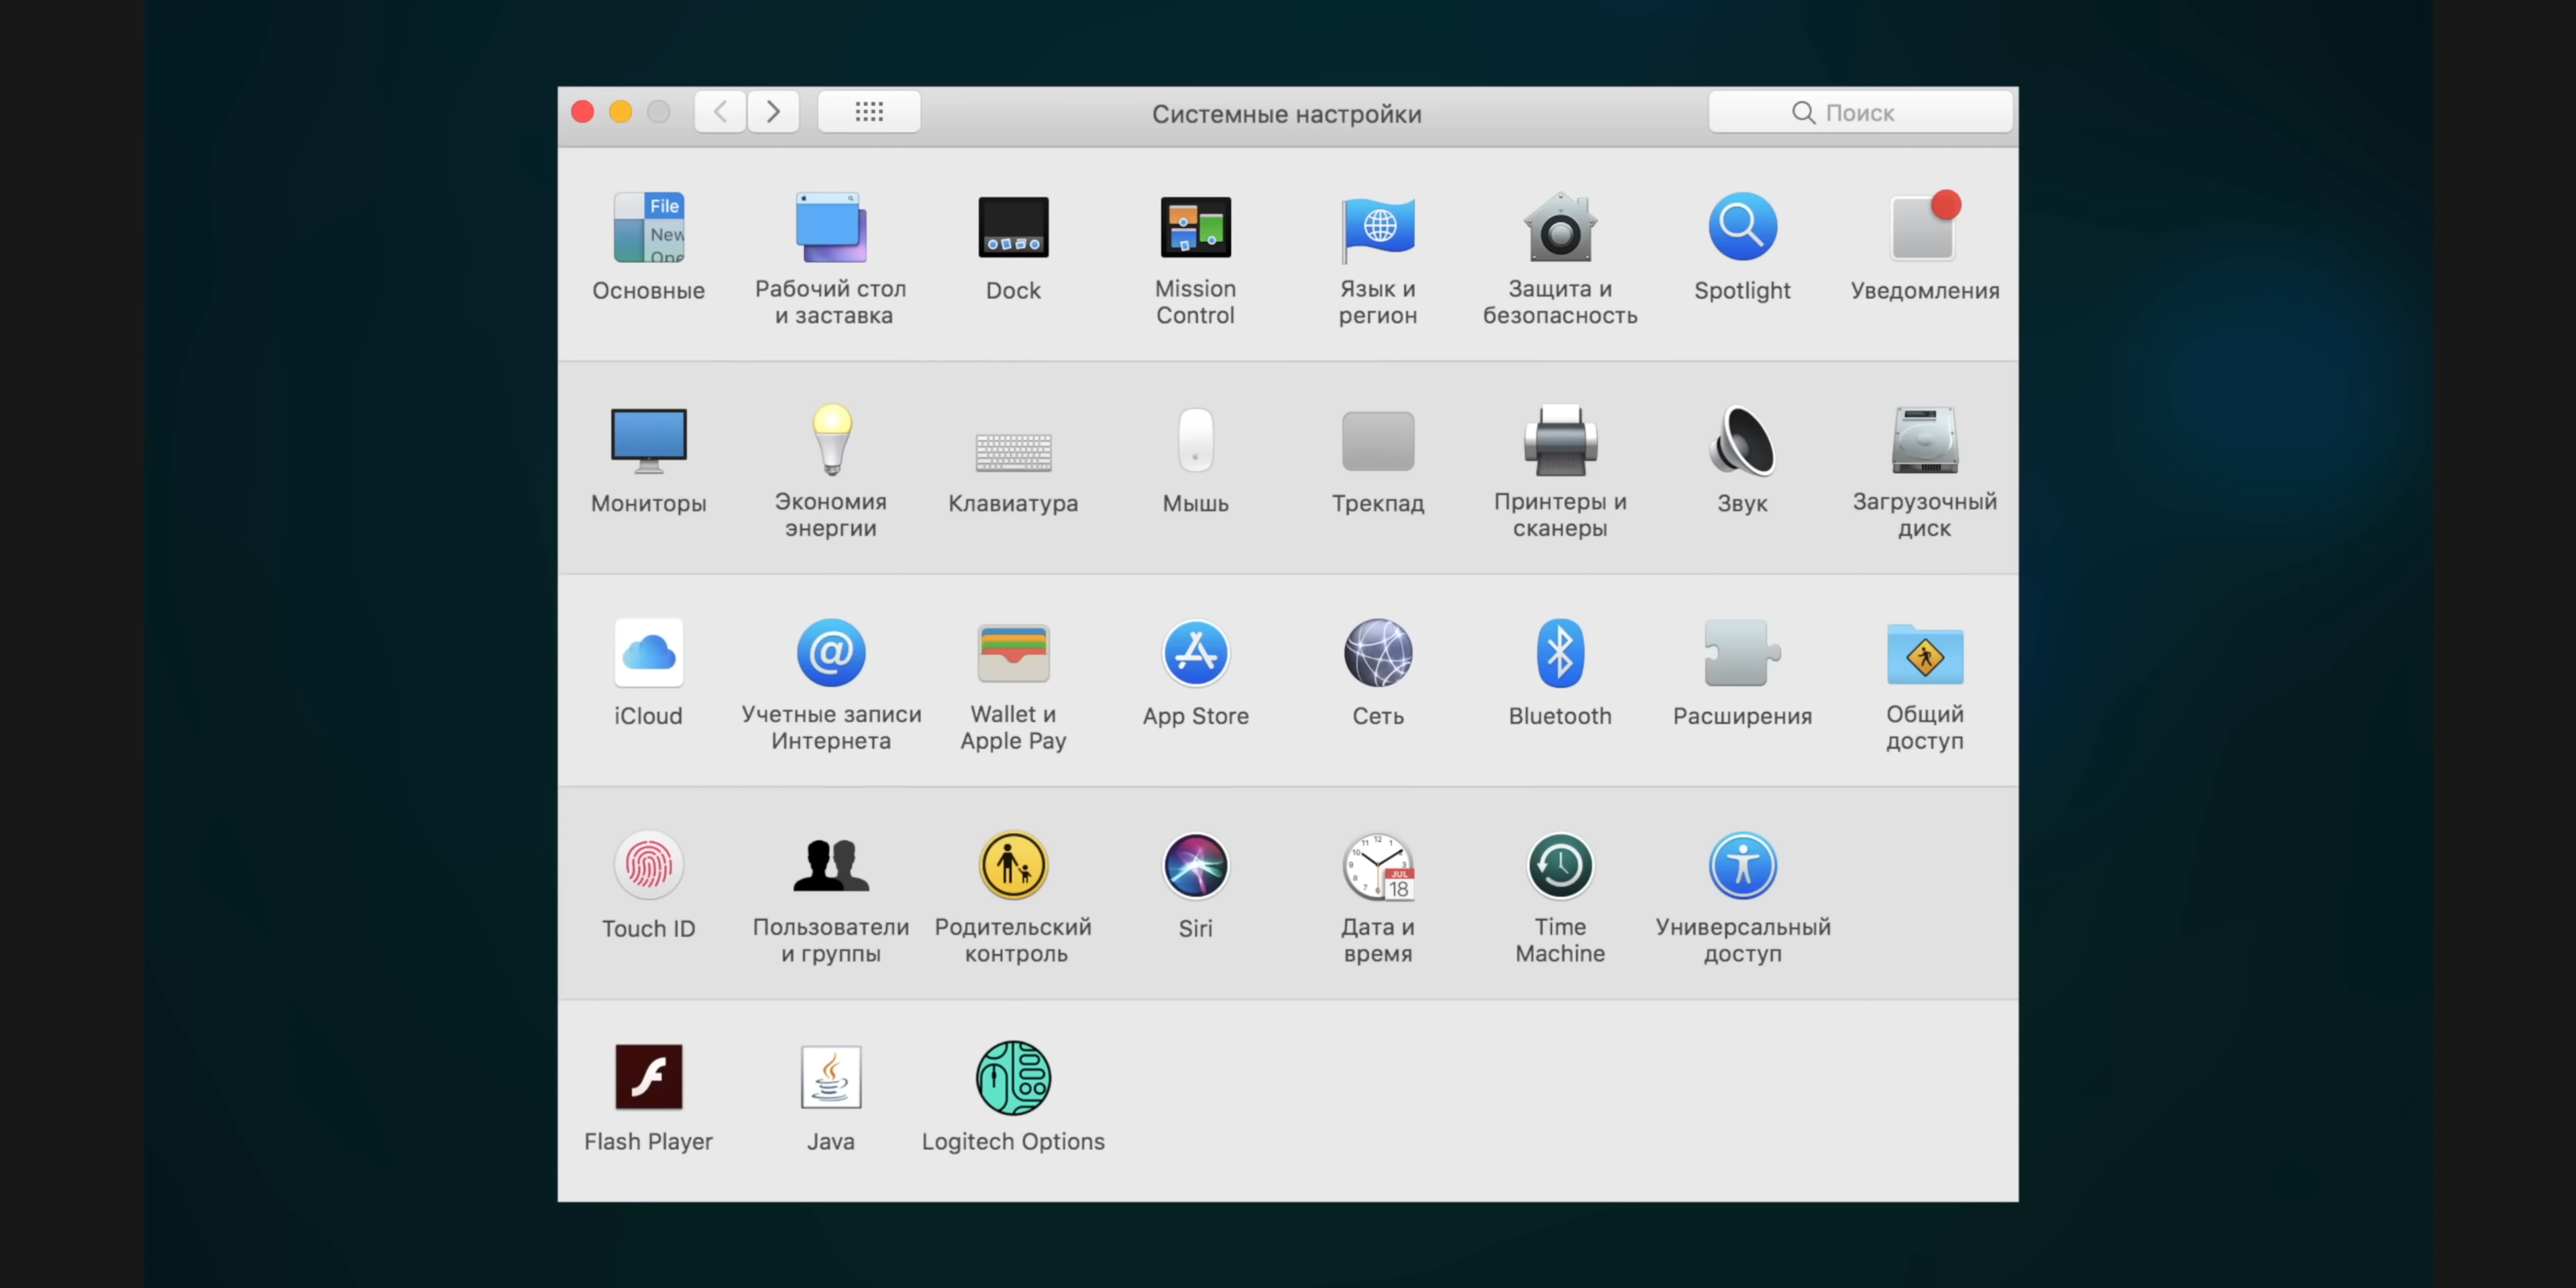 Системные настройки
Поиск
File
New
Ope
Основные
Рабочий стол
и заставка
Dock
Mission
Control
Язык и
регион
Защита и
безопасность
Spotlight
Уведомления
Мониторы
Экономия
энергии
Клавиатура
Мышь
Трекпад
Принтеры и
сканеры
Звук
Загрузочный
диск
iCloud
Учетные записи
Интернета
Wallet и
Apple Pay
App Store
Сеть
Bluetooth
Расширения
Общий
доступ
Touch ID
Пользователи
и группы
Родительский
контроль
Siri
JUL
18
Дата и
время
Time
Machine
Универсальный
доступ
Flash Player
Java
Logitech Options